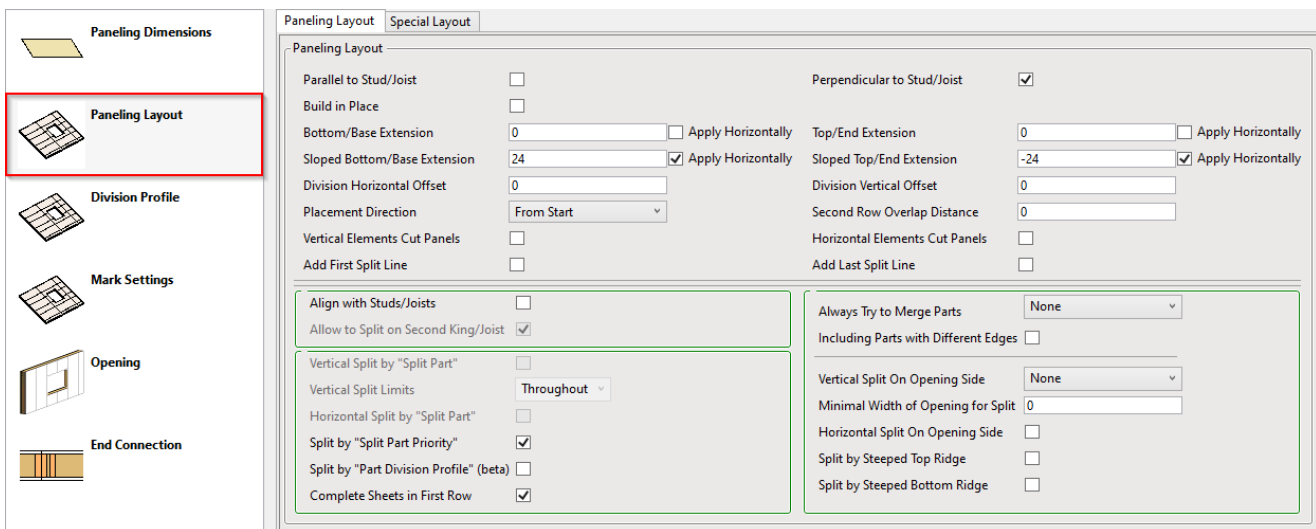 Paneling Dimensions
Paneling Layout
Division Profile
Mark Settings
Opening
End Connection
Paneling Layout Special Layout
Paneling Layout
Parallel to Stud/Joist Perpendicular to Stud/Joist
Build in Place
Bottom/Base Extension 0 Apply Horizontally Top/End Extension 0 Apply Horizontally
Sloped Bottom/Base Extension 24 Apply Horizontally Sloped Top/End Extension -24 Apply Horizontally
Division Horizontal Offset 0 Division Vertical Offset 0
Placement Direction From Start Second Row Overlap Distance 0
Vertical Elements Cut Panels Horizontal Elements Cut Panels
Add First Split Line Add Last Split Line
Align with Studs/Joists
Allow to Split on Second King/Joist
Vertical Split by "Split Part"
Vertical Split Limits Throughout
Horizontal Split by "Split Part"
Split by "Split Part Priority"
Split by "Part Division Profile" (beta)
Complete Sheets in First Row
Always Try to Merge Parts None
Including Parts with Different Edges
Vertical Split On Opening Side None
Minimal Width of Opening for Split 0
Horizontal Split On Opening Side
Split by Steeped Top Ridge
Split by Steeped Bottom Ridge